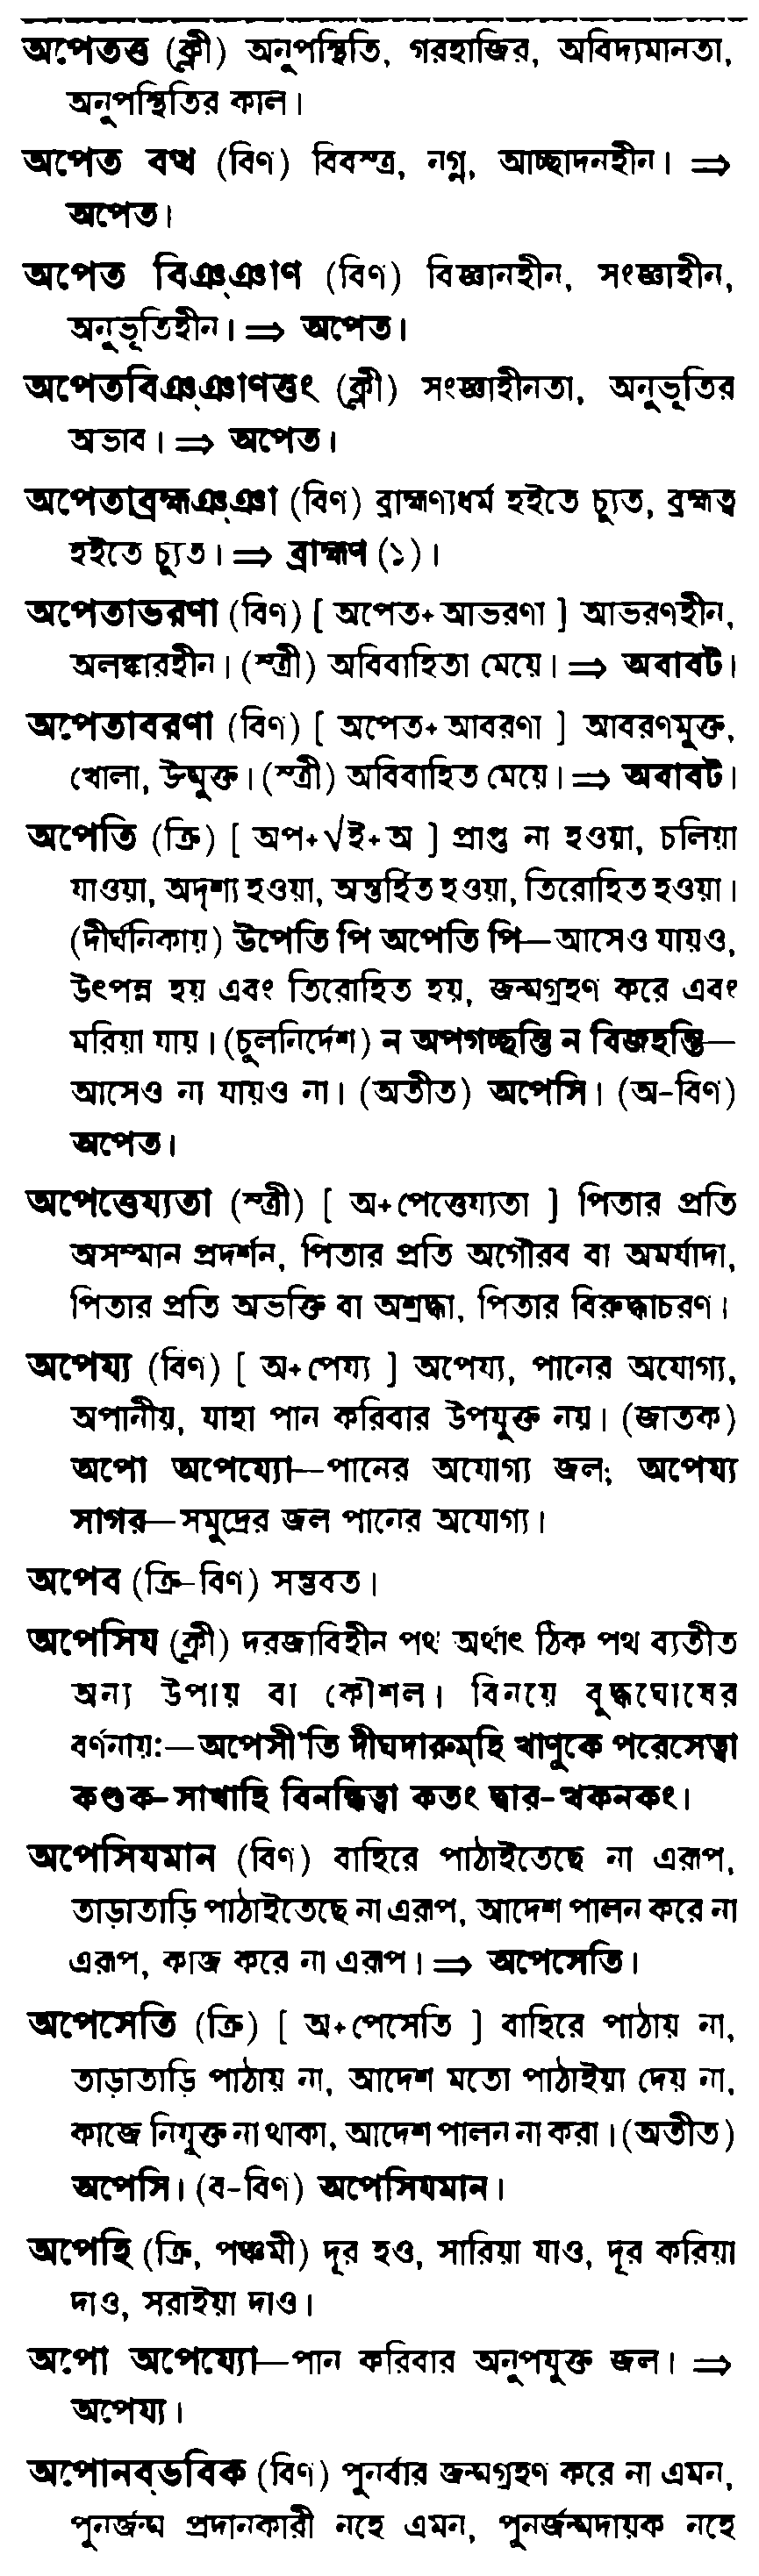 অপেতত্ত (ক্লী) অনুপস্থিতি, গরহাজির, অবিদ্যমানতা,
অনুপস্থিতির কাল।
অপেত বত্থ (বিণ) বিবস্ত্র, নগ্ন, আচ্ছাদনহীন। ⇒
অপেত।
অপেত বিঞ্ঞাণ (বিণ) বিজ্ঞানহীন, সংজ্ঞাহীন,
অনুভূতিহীন। ⇒ অপেত।
অপেতবিঞ্ঞাণত্তং (ক্লী) সংজ্ঞাহীনতা, অনুভূতির
অভাব। ⇒ অপেত।
অপেতাব্রহ্মঞ্ঞা (বিণ) ব্রাহ্মণ্যধর্ম হইতে চ্যুত, ব্রহ্মত্ব
হইতে চ্যুত। ⇒ ব্রাহ্মণ (১)।
অপেতাভরণা (বিণ) [ অপেত+আভরণা ] আভরণহীন,
অলঙ্কারহীন। (স্ত্রী) অবিবাহিতা মেয়ে। ⇒ অবাবট।
অপেতাবরণা (বিণ) [ অপেত+আবরণা ] আবরণমুক্ত,
খোলা, উন্মুক্ত। (স্ত্রী) অবিবাহিত মেয়ে। ⇒ অবাবট।
অপেতি (ক্রি) [ অপ+√ই+অ ] প্রাপ্ত না হওয়া, চলিয়া
যাওয়া, অদৃশ্য হওয়া, অন্তর্হিত হওয়া, তিরোহিত হওয়া।
(দীর্ঘনিকায়) উপেতি পি অপেতি পি—আসেও যায়ও,
উৎপন্ন হয় এবং তিরোহিত হয়, জন্মগ্রহণ করে এবং
মরিয়া যায়। (চুলনির্দেশ) ন অপগচ্ছন্তি ন বিজহন্তি—
আসেও না যায়ও না। (অতীত) অপেসি। (অ-বিণ)
অপেত।
অপেত্তেয্যতা (স্ত্রী) [ অ+পেত্তেয্যতা ] পিতার প্রতি
অসম্মান প্রদর্শন, পিতার প্রতি অগৌরব বা অমর্যাদা,
পিতার প্রতি অভক্তি বা অশ্রদ্ধা, পিতার বিরুদ্ধাচরণ।
অপেয্য (বিণ) [ অ+পেয্য ] অপেয্য, পানের অযোগ্য,
অপানীয়, যাহা পান করিবার উপযুক্ত নয়। (জাতক)
অপো অপেয্যো—পানের অযোগ্য জল; অপেয্য
সাগর—সমুদ্রের জল পানের অযোগ্য।
অপেব (ক্রি-বিণ) সম্ভবত।
অপেসিয (ক্লী) দরজাবিহীন পথ অর্থাৎ ঠিক পথ ব্যতীত
অন্য উপায় বা কৌশল। বিনয়ে বুদ্ধঘোষের
বর্ণনায়:—অপেসী'তি দীঘদারুম্হি খাণুকে পরেসেত্বা
কণ্ডক-সাখাহি বিনন্ধিত্বা কতং দ্বার-থকনকং।
অপেসিযমান (বিণ) বাহিরে পাঠাইতেছে না এরূপ,
তাড়াতাড়ি পাঠাইতেছে না এরূপ, আদেশ পালন করে না
এরূপ, কাজ করে না এরূপ। ⇒ অপেসেতি।
অপেসেতি (ক্রি) [ অ+পেসেতি ] বাহিরে পাঠায় না,
তাড়াতাড়ি পাঠায় না, আদেশ মতো পাঠাইয়া দেয় না,
কাজে নিযুক্ত না থাকা, আদেশ পালন না করা। (অতীত)
অপেসি। (ব-বিণ) অপেসিযমান।
অপেহি (ক্রি, পঞ্চমী) দূর হও, সারিয়া যাও, দূর করিয়া
দাও, সরাইয়া দাও।
অপো অপেয্যো—পান করিবার অনুপযুক্ত জল। ⇒
অপেয্য।
অপোনব্ভবিক (বিণ) পুনর্বার জন্মগ্রহণ করে না এমন,
পুনর্জন্ম প্রদানকারী নহে এমন, পুনর্জন্মদায়ক নহে